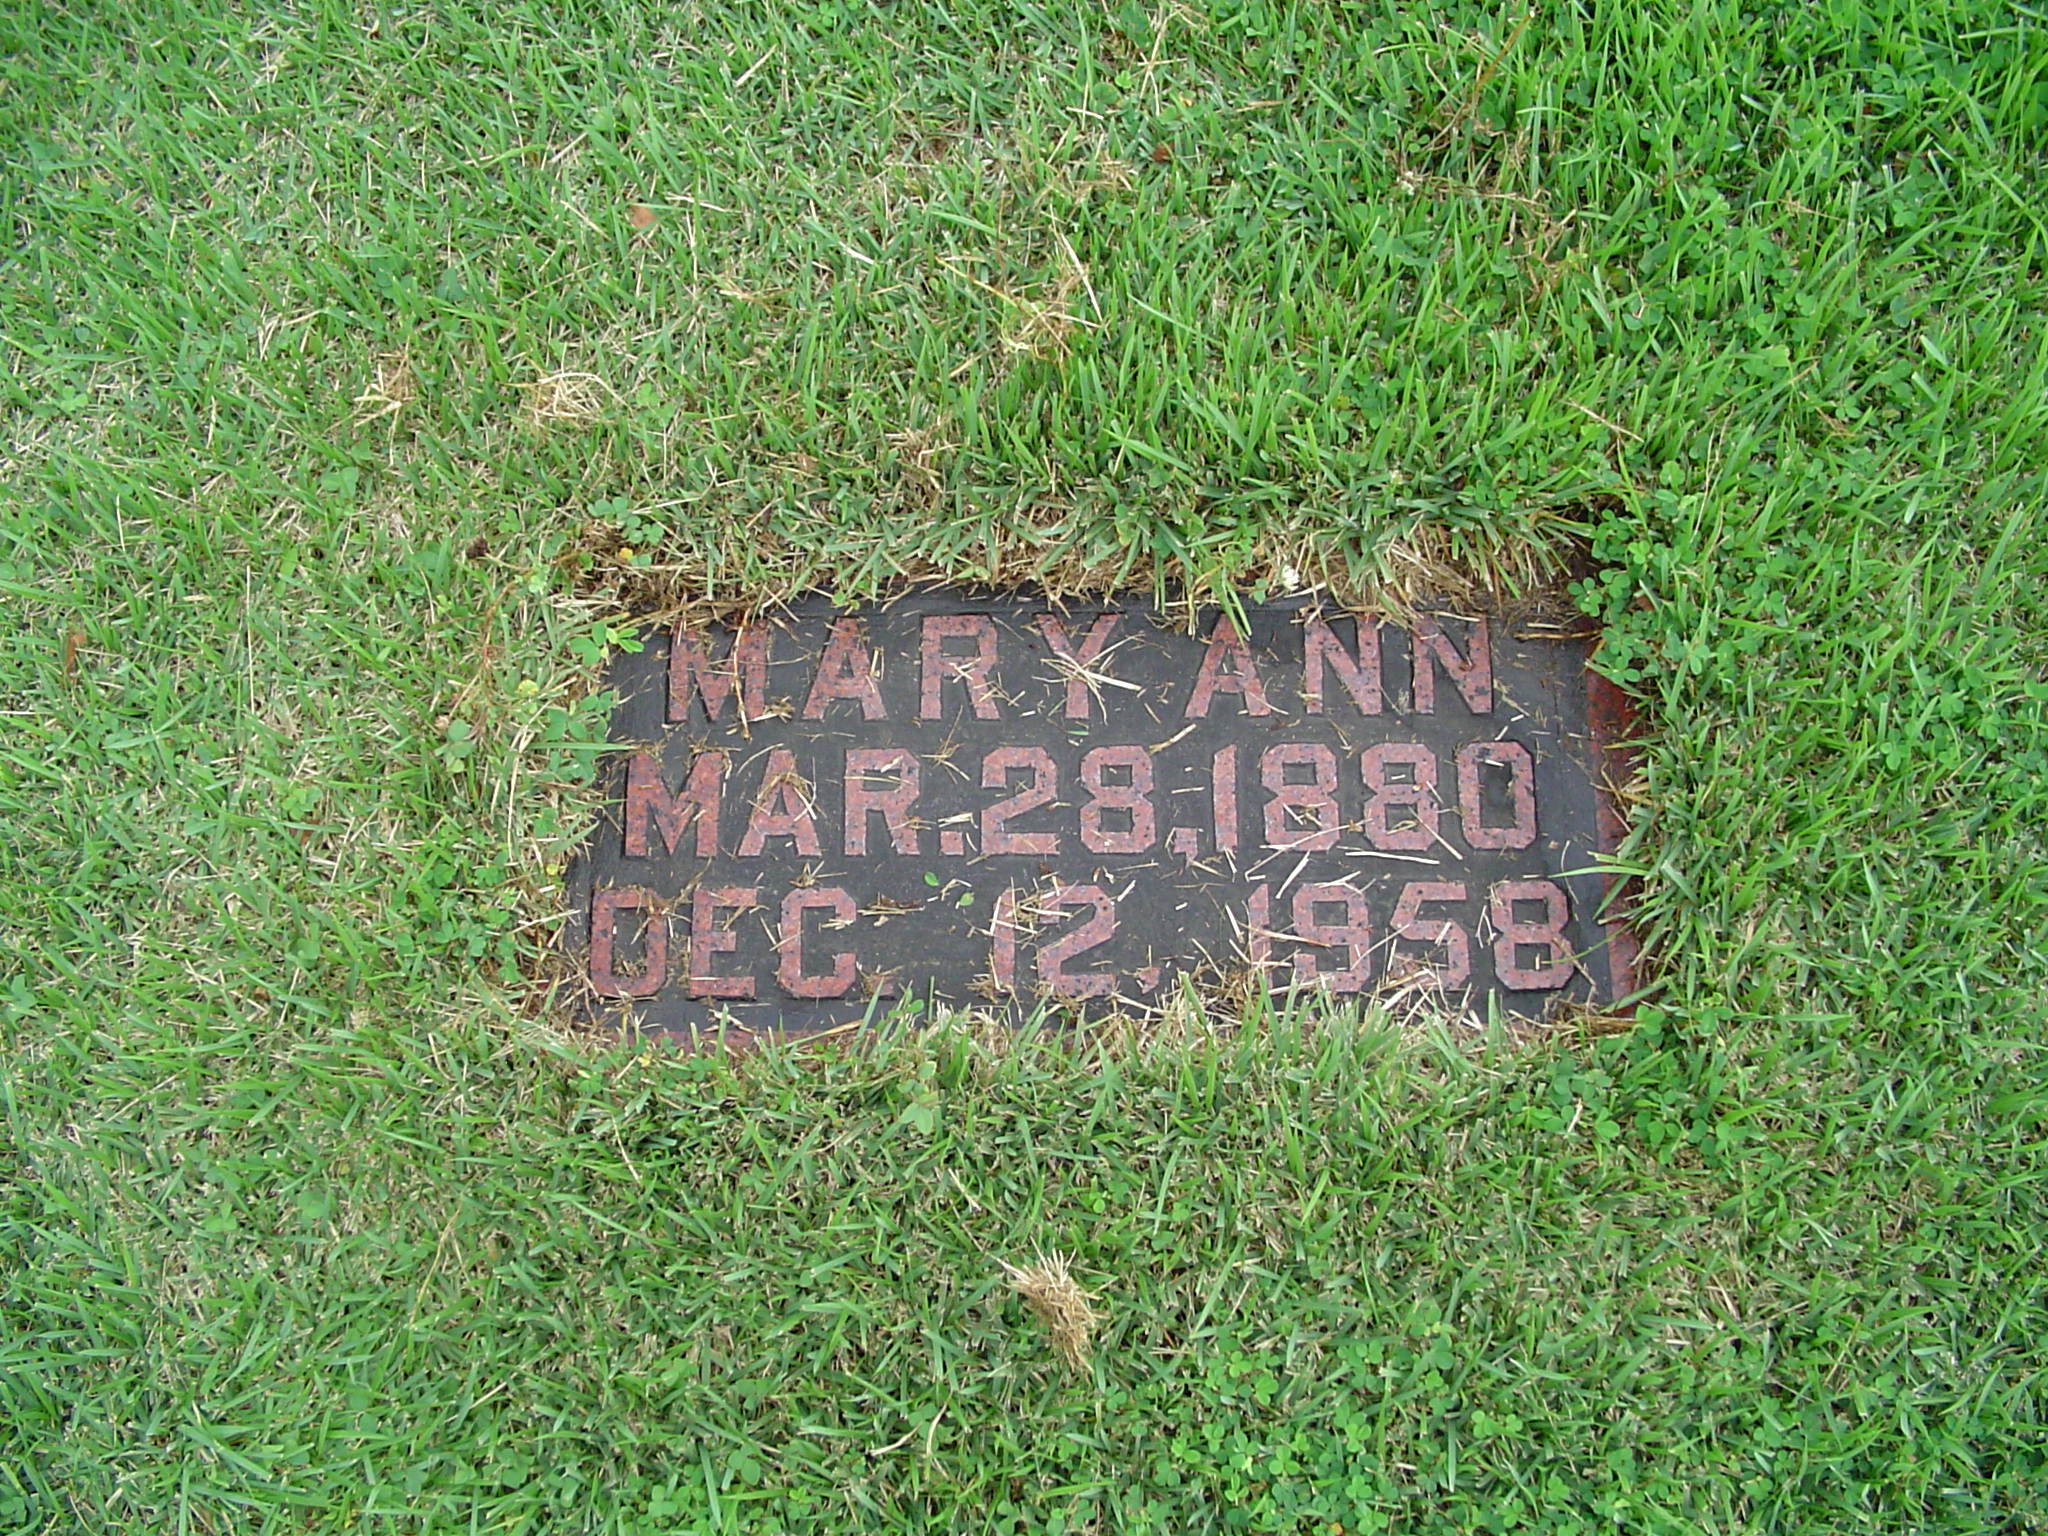 MARY ANN
MAR. 28, 1880
DEC. 12, 1958